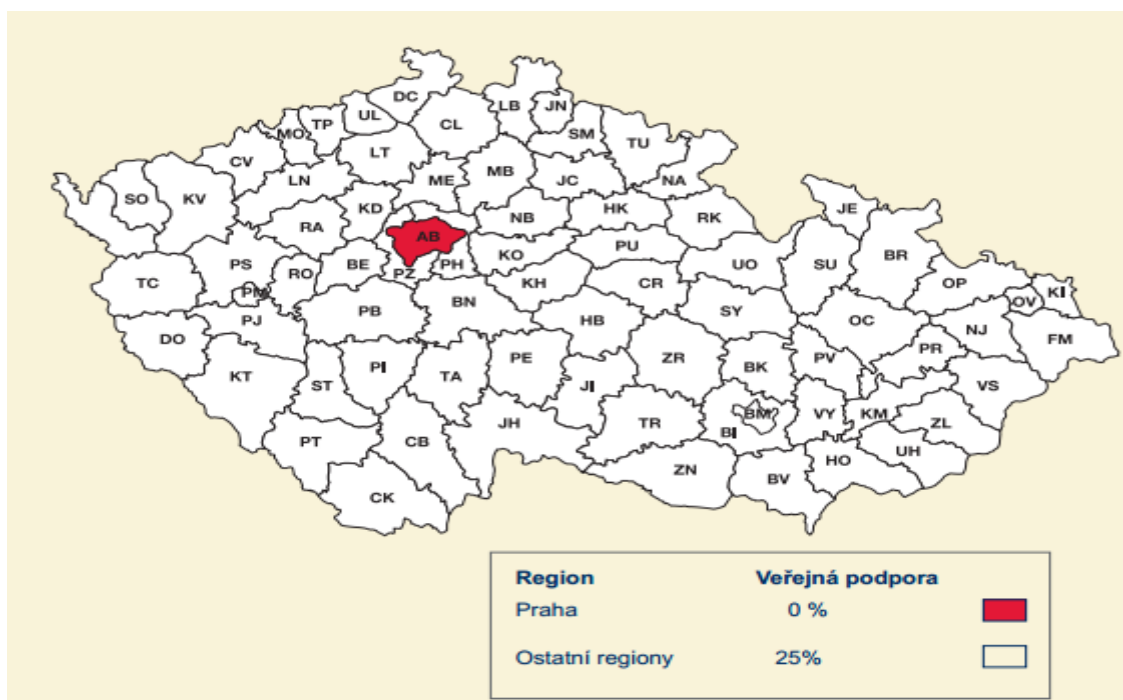 DC
LB
JN
UL
TP
MO
CL
SM
TU
CV
LT
MB
LN
ME
JC
NA
SO
KV
KD
NB
HK
RK
JE
RA
AB
PU
BR
PS
RO
BE
PZ
PH
KO
UO
SU
TC
PM
KH
CR
OP
KI
OV
PJ
PB
BN
HB
SY
OC
NJ
DO
FM
KT
PI
PE
ZR
BK
PV
PR
ST
TA
JI
VS
BM
VY
KM
PT
CB
JH
TR
BI
ZL
ZN
HO
UH
BV
CK
Region Veřejná podpora
Praha 0 %
Ostatní regiony 25%